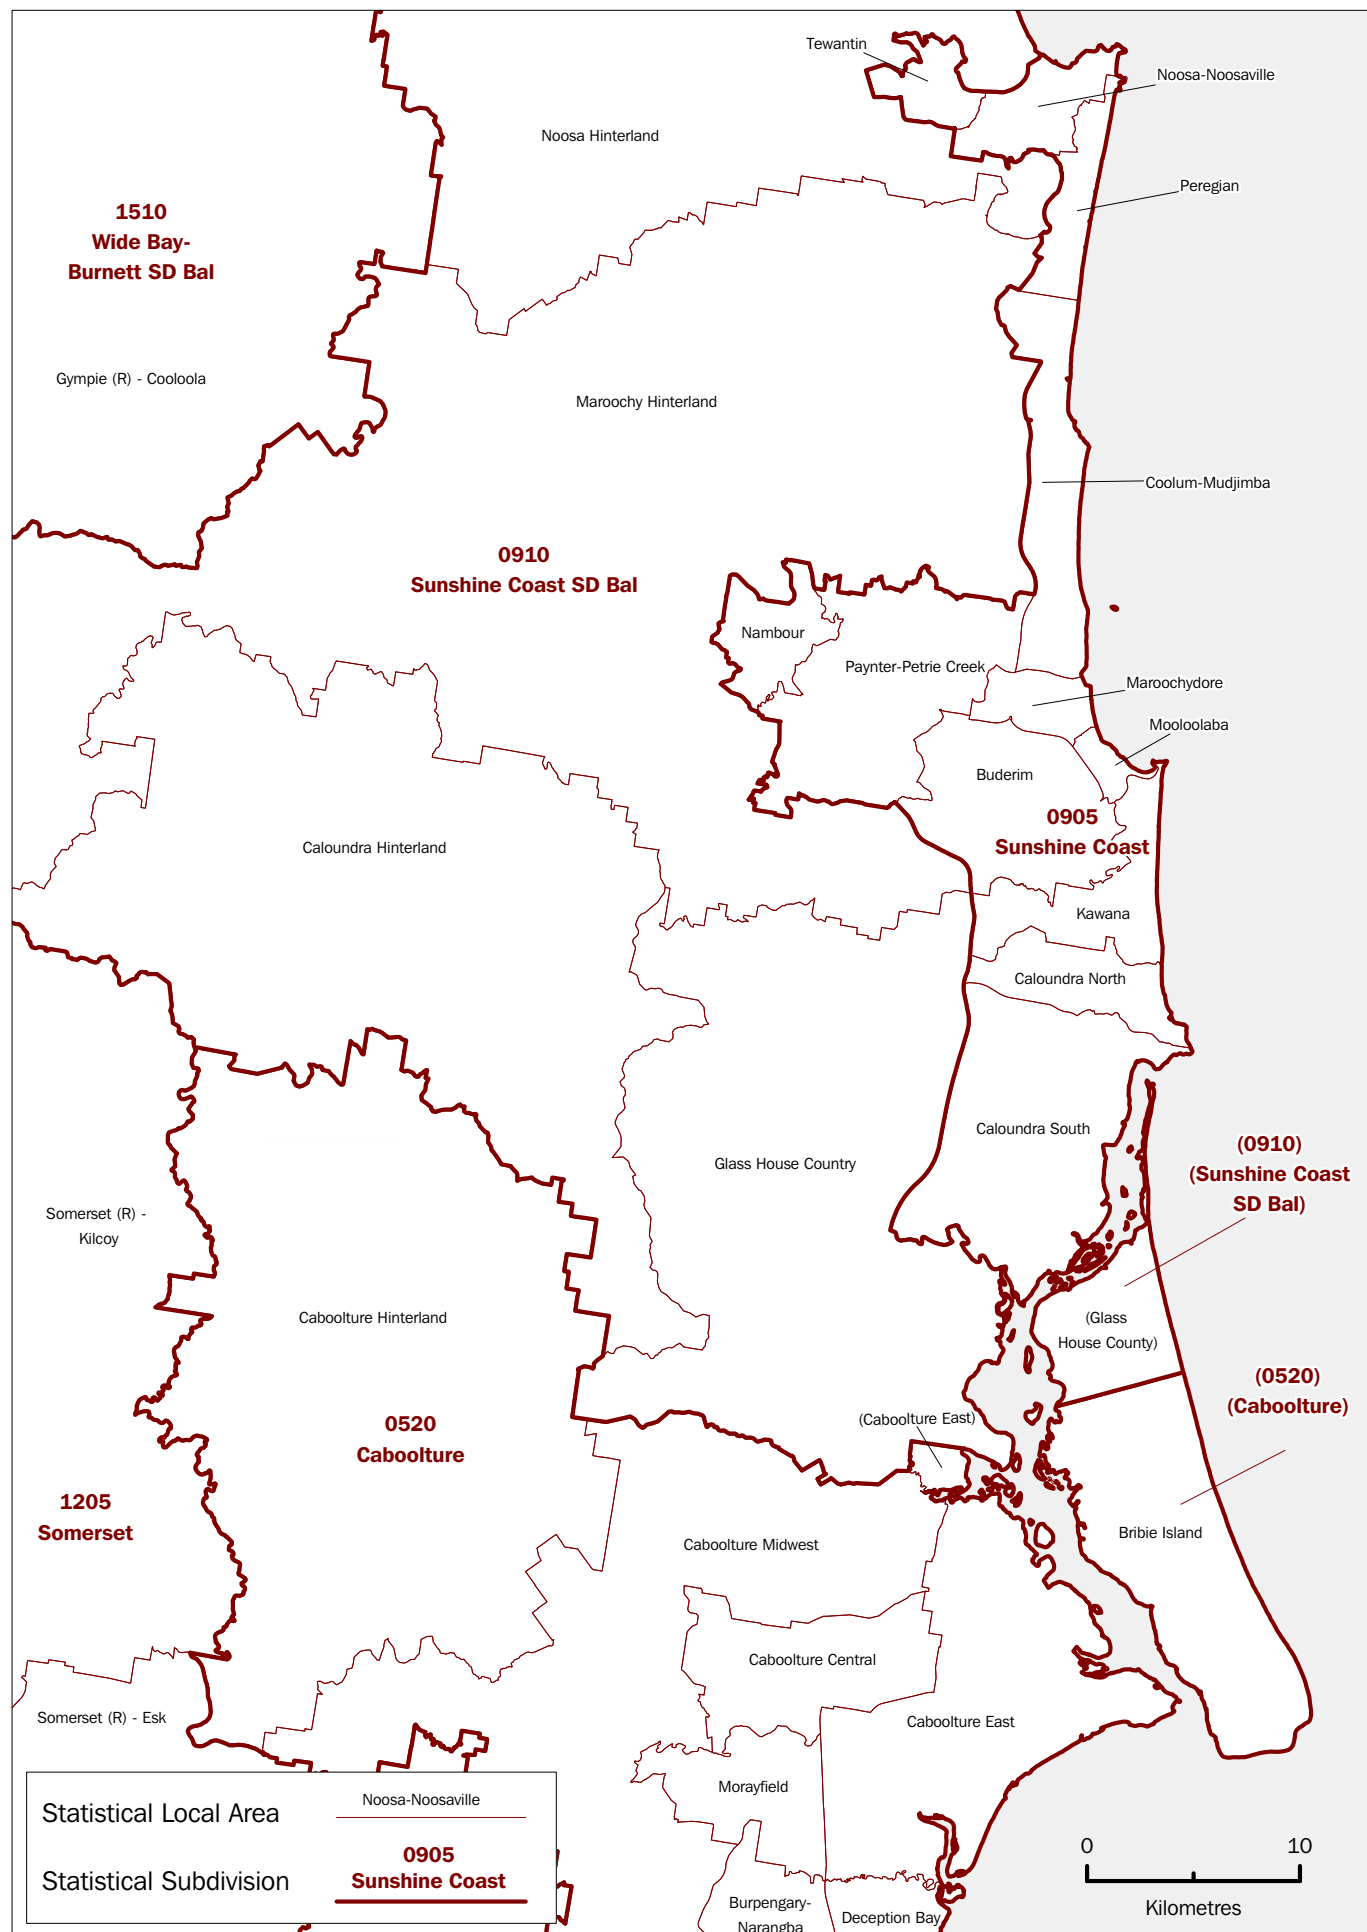 Tewantin
Noosa-Noosaville
Noosa Hinterland
Peregian
1510
Wide Bay-
Burnett SD Bal
Gympie (R) - Cooloola
Maroochy Hinterland
Coolum-Mudjimba
0910
Sunshine Coast SD Bal
Nambour
Paynter-Petrie Creek
Maroochydore
Mooloolaba
Buderim
0905
Sunshine Coast
Caloundra Hinterland
Kawana
Caloundra North
Caloundra South
Glass House Country
(0910)
(Sunshine Coast
SD Bal)
Somerset (R) -
Kilcoy
Caboolture Hinterland
(Glass
House County)
(0520)
(Caboolture)
(Caboolture East)
0520
Caboolture
1205
Somerset
Caboolture Midwest
Bribie Island
Caboolture Central
Somerset (R) - Esk
Caboolture East
Morayfield
Burpengary-
Narangba
Deception Bay
Statistical Local Area
Noosa-Noosaville
Statistical Subdivision
0905
Sunshine Coast
0 10
Kilometres